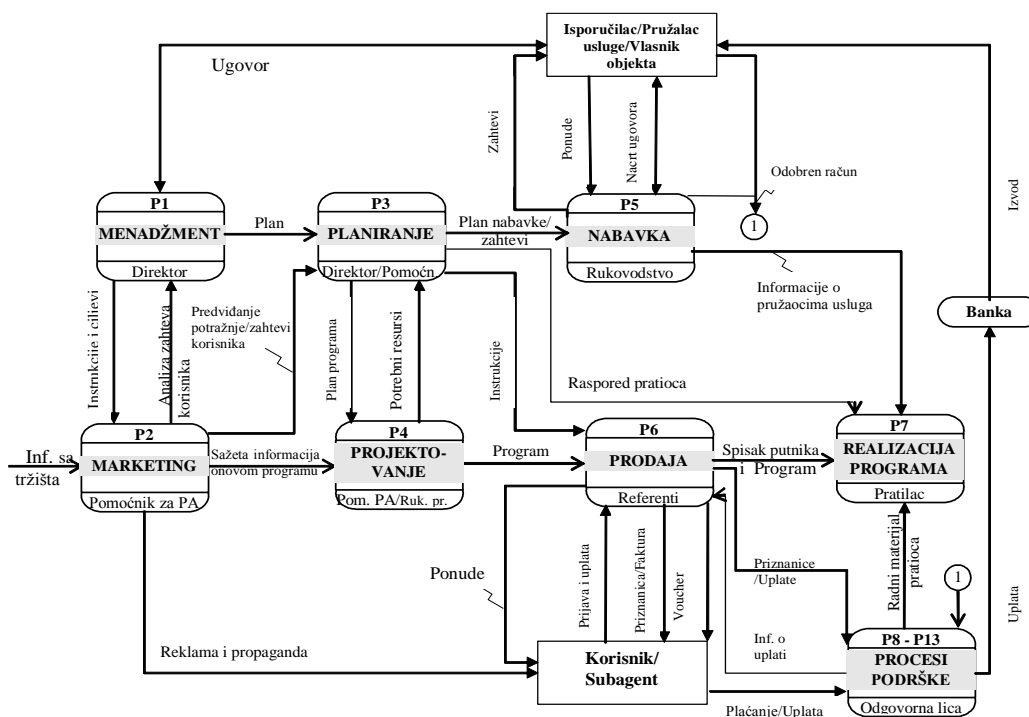 Isporučilac/Pružalac
usluge/Vlasnik
objekta
Ugovor
Zahtevi
Ponude
Nacrt ugovora
Odobren račun
1
Izvod
P1
MENADŽMENT
Direktor
Plan
P3
PLANIRANJE
Direktor/Pomoćn.
Plan nabavke/
zahtevi
P5
NABAVKA
Rukovodstvo
Informacije o
pružaocima usluga
Banka
Instrukcije i ciljevi
Analiza zahteva
korisnika
Predviđanje
potražnje/zahtevi
korisnika
Plan programa
Potrebni resursi
Instrukcije
Raspored pratioca
Inf. sa
tržišta
P2
MARKETING
Pomoćnik za PA
Sažeta informacija
onovom programu
P4
PROJEKTO-
VANJE
Pom. PA/Ruk. pr.
Program
P6
PRODAJA
Referenti
Spisak putnika
i Program
P7
REALIZACIJA
PROGRAMA
Pratilac
Ponude
Prijava i uplata
Priznanica/Faktura
Voucher
Priznanice
/Uplate
Radni materijal
pratioca
1
Uplata
Inf. o
uplati
Reklama i propaganda
Korisnik/
Subagent
Plaćanje/Uplata
P8 - P13
PROCESI
PODRŠKE
Odgovorna lica